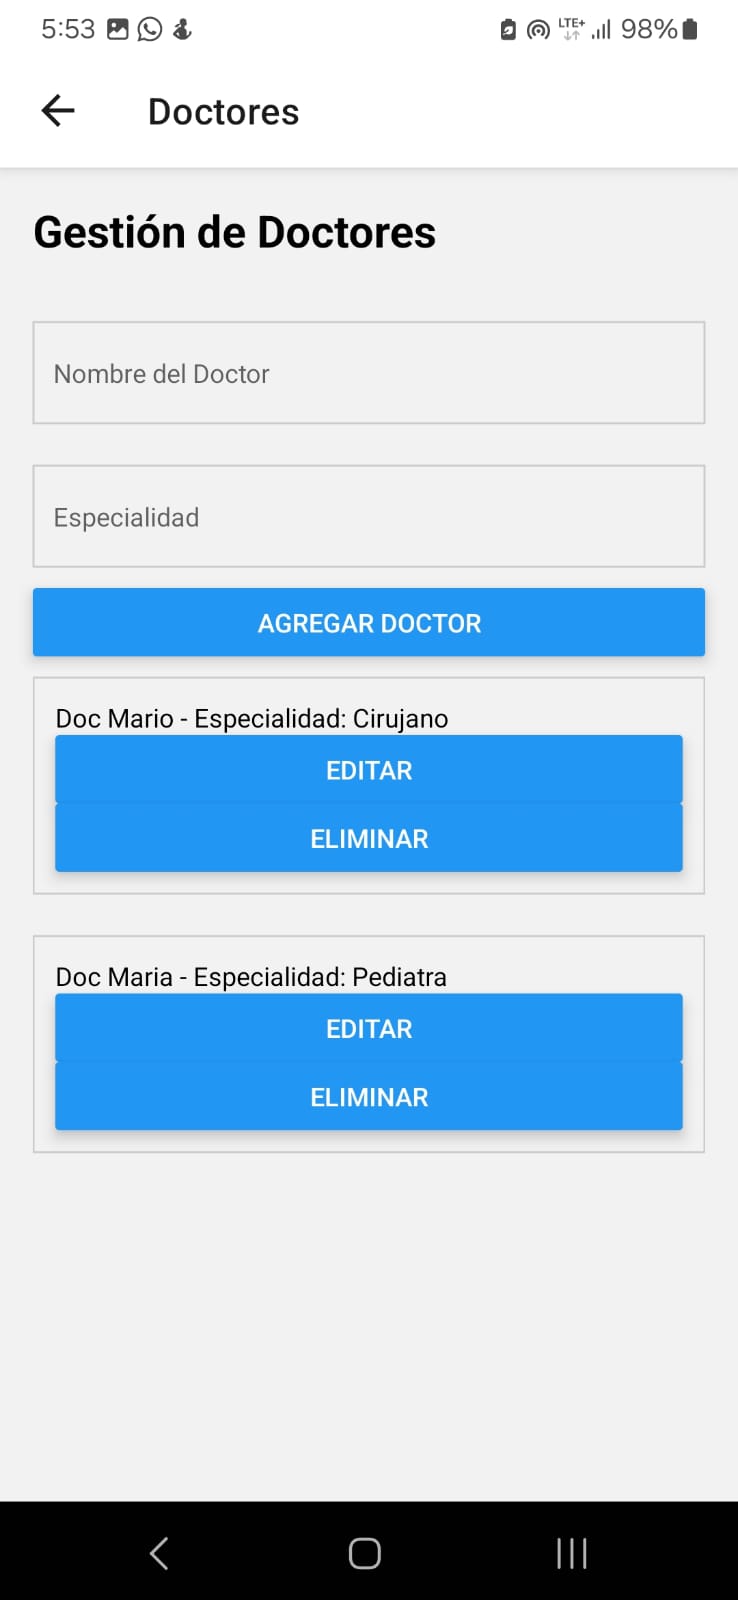 5:53 LTE+ 98%
Doctores
Gestión de Doctores
Nombre del Doctor
Especialidad
AGREGAR DOCTOR
Doc Mario - Especialidad: Cirujano
EDITAR
ELIMINAR
Doc Maria - Especialidad: Pediatra
EDITAR
ELIMINAR